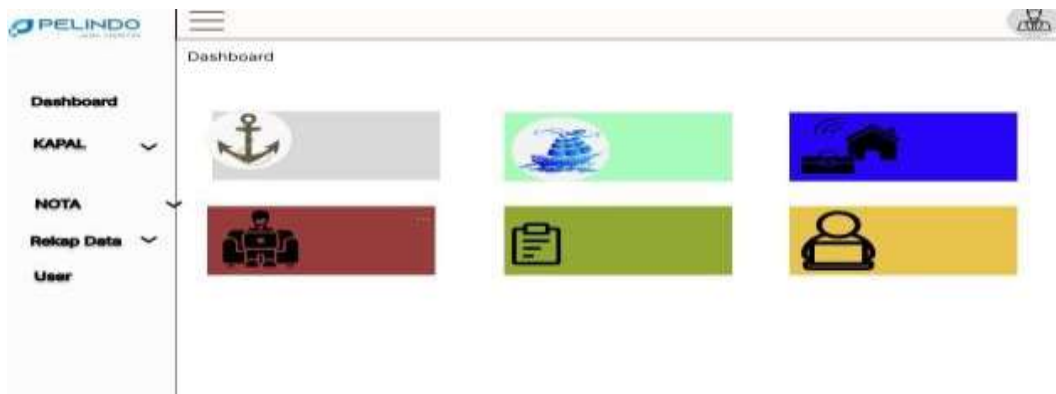 PELINDO
Dashboard
Dashboard
KAPAL
NOTA
Rekap Data
User